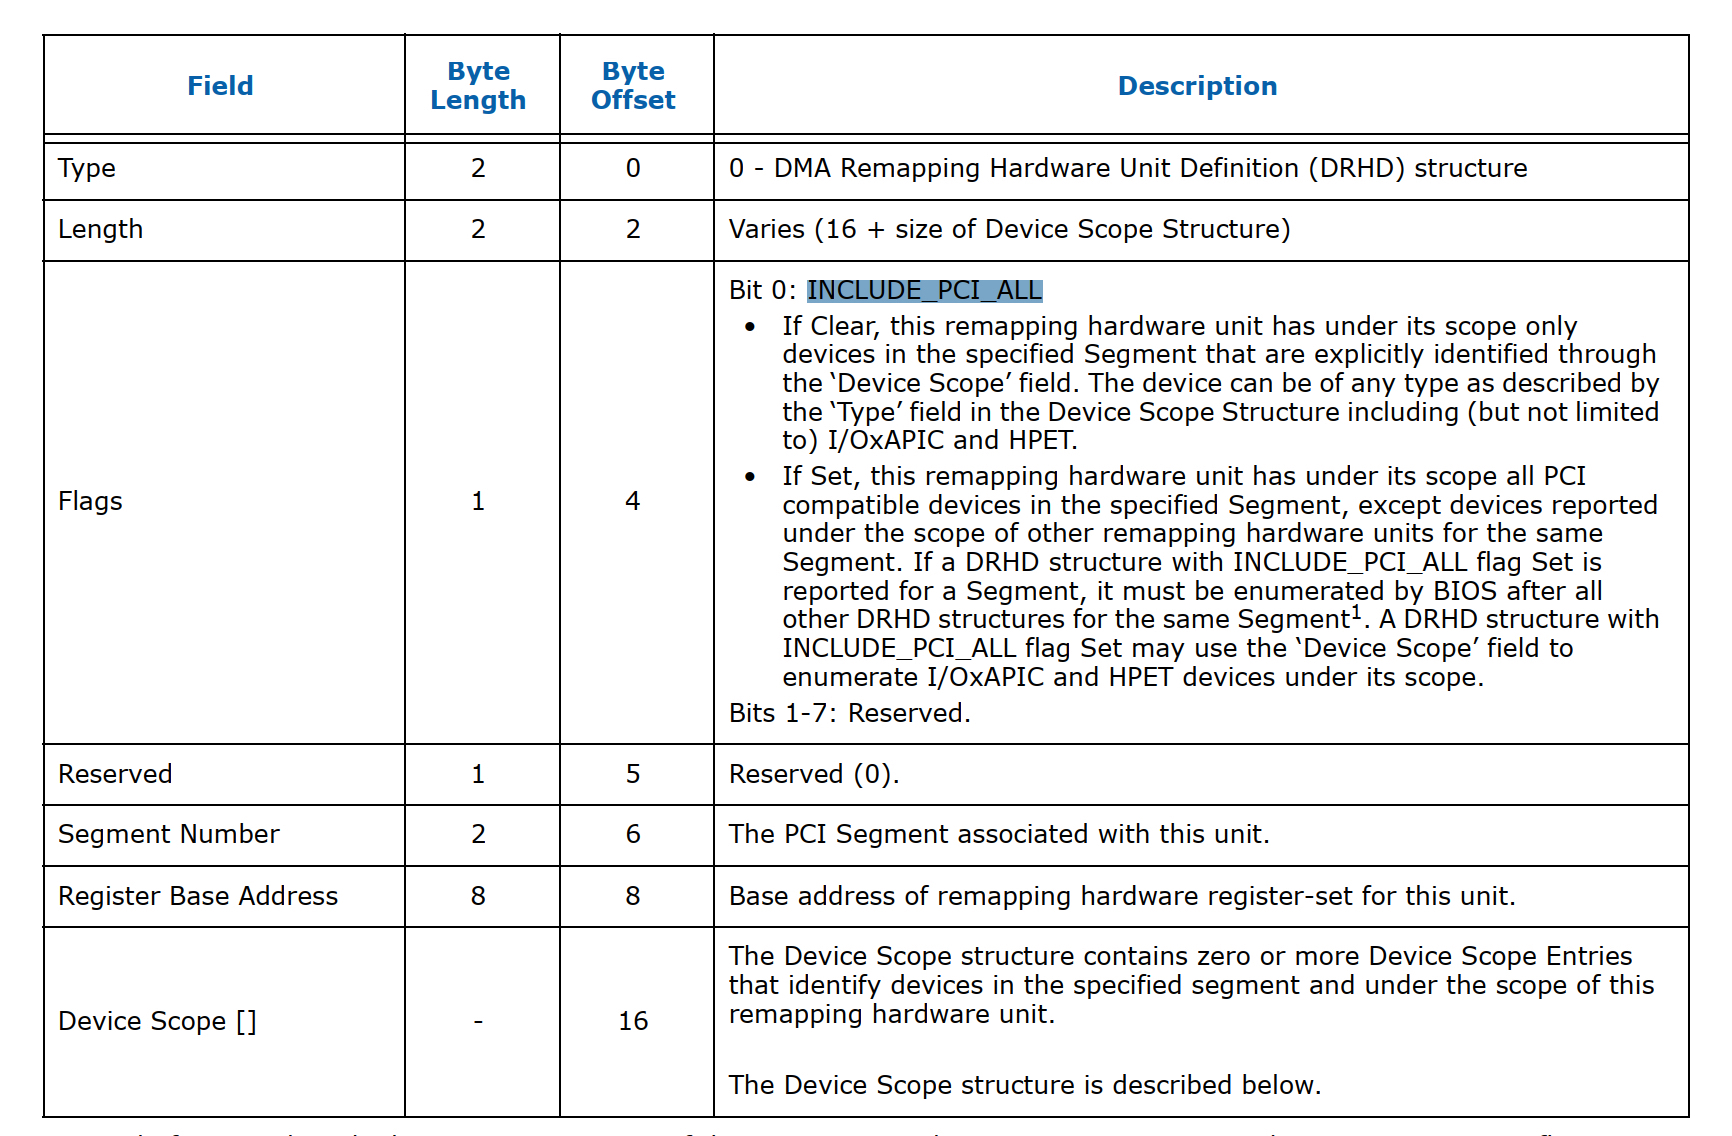 Field
Byte
Length
Byte
Offset
Description
Type
2
0
0 - DMA Remapping Hardware Unit Definition (DRHD) structure
Length
2
2
Varies (16 + size of Device Scope Structure)
Flags
1
4
Bit 0: INCLUDE_PCI_ALL
• If Clear, this remapping hardware unit has under its scope only
devices in the specified Segment that are explicitly identified through
the ‘Device Scope’ field. The device can be of any type as described by
the ‘Type’ field in the Device Scope Structure including (but not limited
to) I/OxAPIC and HPET.
• If Set, this remapping hardware unit has under its scope all PCI
compatible devices in the specified Segment, except devices reported
under the scope of other remapping hardware units for the same
Segment. If a DRHD structure with INCLUDE_PCI_ALL flag Set is
reported for a Segment, it must be enumerated by BIOS after all
other DRHD structures for the same Segment¹. A DRHD structure with
INCLUDE_PCI_ALL flag Set may use the ‘Device Scope’ field to
enumerate I/OxAPIC and HPET devices under its scope.
Bits 1-7: Reserved.
Reserved
1
5
Reserved (0).
Segment Number
2
6
The PCI Segment associated with this unit.
Register Base Address
8
8
Base address of remapping hardware register-set for this unit.
Device Scope []
-
16
The Device Scope structure contains zero or more Device Scope Entries
that identify devices in the specified segment and under the scope of this
remapping hardware unit.
The Device Scope structure is described below.